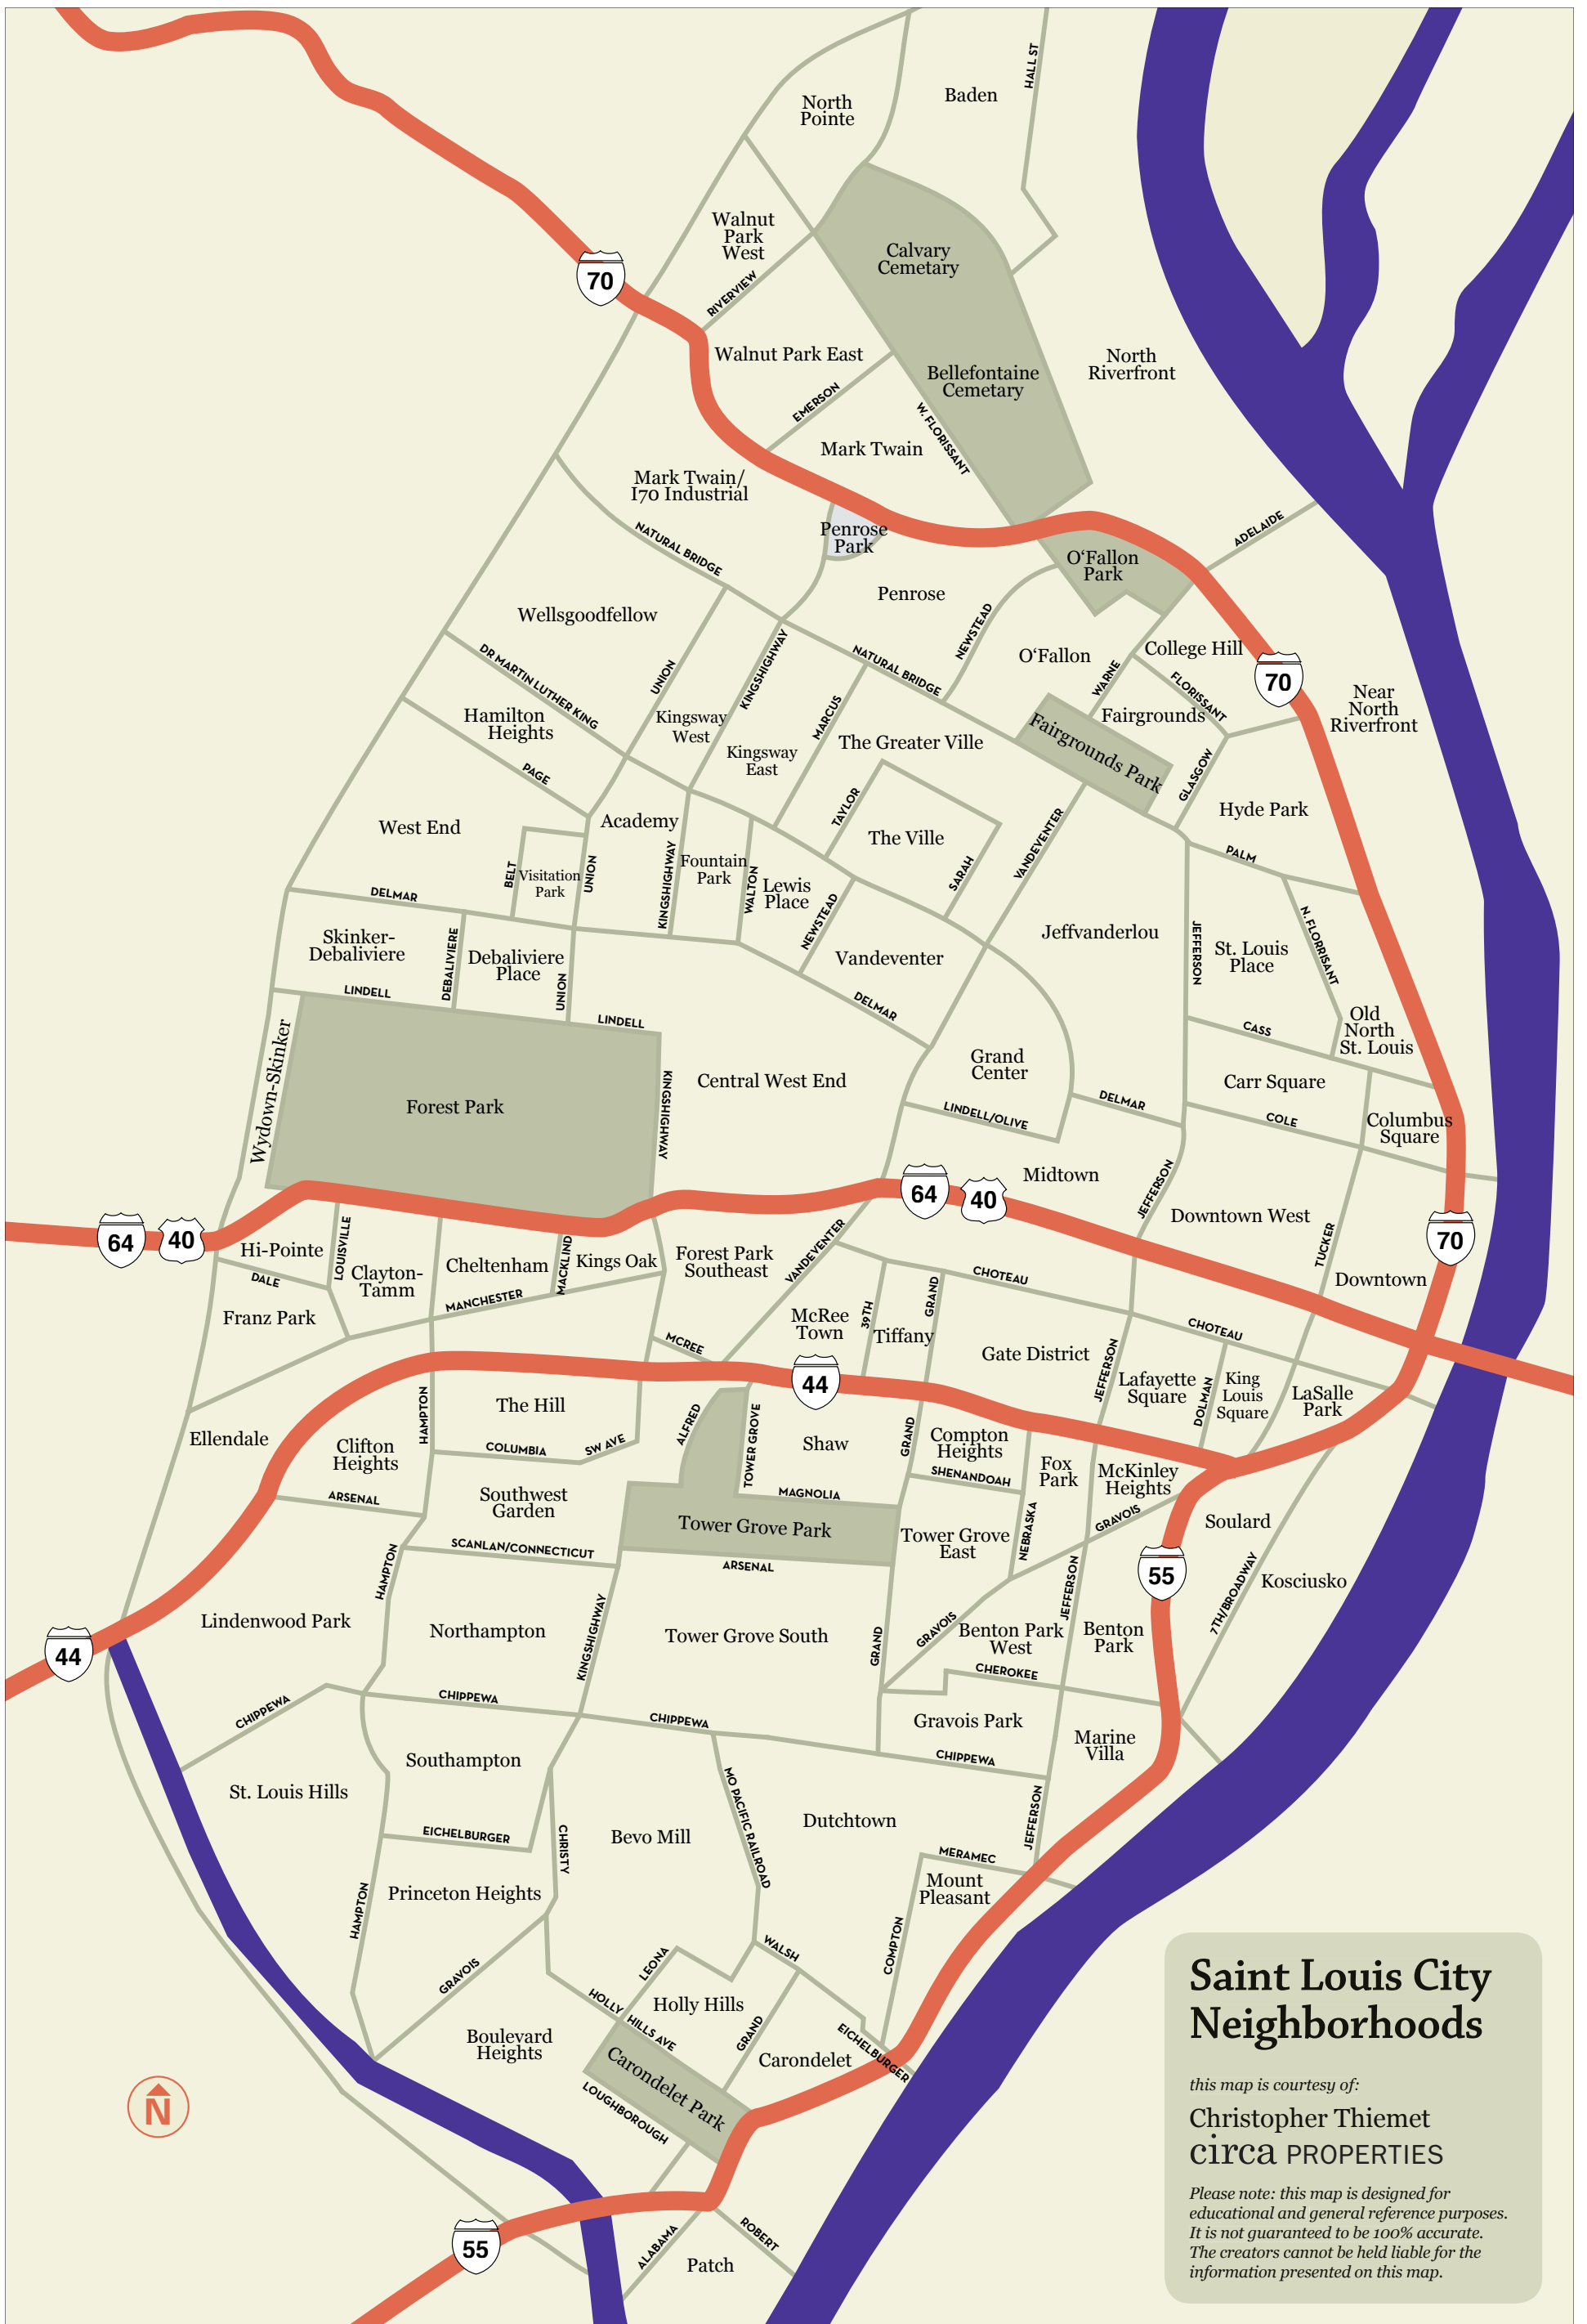 HALL ST
Baden
North
Pointe
Walnut
Park
West
Calvary
Cemetary
70
RIVERVIEW
Walnut Park East
North
Riverfront
Bellefontaine
Cemetary
EMERSON
W. FLORISSANT
Mark Twain
Mark Twain/
I70 Industrial
Penrose
Park
NATURAL BRIDGE
ADELAIDE
O‘Fallon
Park
Penrose
Wellsgoodfellow
NEWSTEAD
O‘Fallon
College Hill
DR MARTIN LUTHER KING
UNION
KINGSHIGHWAY
NATURAL BRIDGE
WARNE
FLORISSANT
70
Near
North
Riverfront
Hamilton
Heights
Kingsway
West
MARCUS
Fairgrounds
The Greater Ville
Kingsway
East
Fairgrounds Park
PAGE
GLASGOW
TAYLOR
Hyde Park
West End
Academy
The Ville
VANDEVENTER
PALM
BELT
Visitation
Park
UNION
KINGSHIGHWAY
Fountain
Park
WALTON
Lewis
Place
SARAH
DELMAR
NEWSTEAD
Jeffvanderlou
JEFFERSON
N. FLORRISANT
Skinker-
Debaliviere
DEBALIVIERE
Debaliviere
Place
Vandeventer
St. Louis
Place
LINDELL
UNION
DELMAR
LINDELL
CASS
Old
North
St. Louis
Wydown-Skinker
Grand
Center
Forest Park
KINGSHIGHWAY
Central West End
Carr Square
DELMAR
LINDELL/OLIVE
COLE
Columbus
Square
Midtown
64
40
JEFFERSON
Downtown West
64
40
Hi-Pointe
LOUISVILLE
Cheltenham
MACKLIND
Kings Oak
Forest Park
Southeast
VANDEVENTER
TUCKER
70
DALE
Clayton-
Tamm
CHOTEAU
Downtown
MANCHESTER
Franz Park
McRee
Town
39TH
GRAND
Tiffany
CHOTEAU
MCREE
Gate District
JEFFERSON
44
Lafayette
Square
DOLMAN
King
Louis
Square
LaSalle
Park
The Hill
HAMPTON
ALFRED
TOWER GROVE
Ellendale
Clifton
Heights
COLUMBIA
SW AVE
Shaw
GRAND
Compton
Heights
SHENANDOAH
Fox
Park
McKinley
Heights
ARSENAL
Southwest
Garden
MAGNOLIA
GRAVOIS
Soulard
Tower Grove Park
Tower Grove
East
NEBRASKA
SCANLAN/CONNECTICUT
ARSENAL
HAMPTON
JEFFERSON
55
7TH/BROADWAY
Kosciusko
Lindenwood Park
Northampton
KINGSHIGHWAY
Tower Grove South
GRAND
GRAVOIS
Benton Park
West
Benton
Park
44
CHEROKEE
CHIPPEWA
CHIPPEWA
CHIPPEWA
Gravois Park
Marine
Villa
CHIPPEWA
Southampton
St. Louis Hills
MO PACIFIC RAILROAD
Dutchtown
JEFFERSON
EICHELBURGER
CHRISTY
Bevo Mill
MERAMEC
Mount
Pleasant
Princeton Heights
HAMPTON
COMPTON
WALSH
GRAVOIS
LEONA
HOLLY HILLS AVE
Holly Hills
GRAND
EICHELBURGER
Boulevard
Heights
Carondelet
Carondelet Park
LOUGHBOROUGH
N
55
ALABAMA
ROBERT
Patch
Saint Louis City
Neighborhoods
this map is courtesy of:
Christopher Thiemet
circa PROPERTIES
Please note: this map is designed for
educational and general reference purposes.
It is not guaranteed to be 100% accurate.
The creators cannot be held liable for the
information presented on this map.